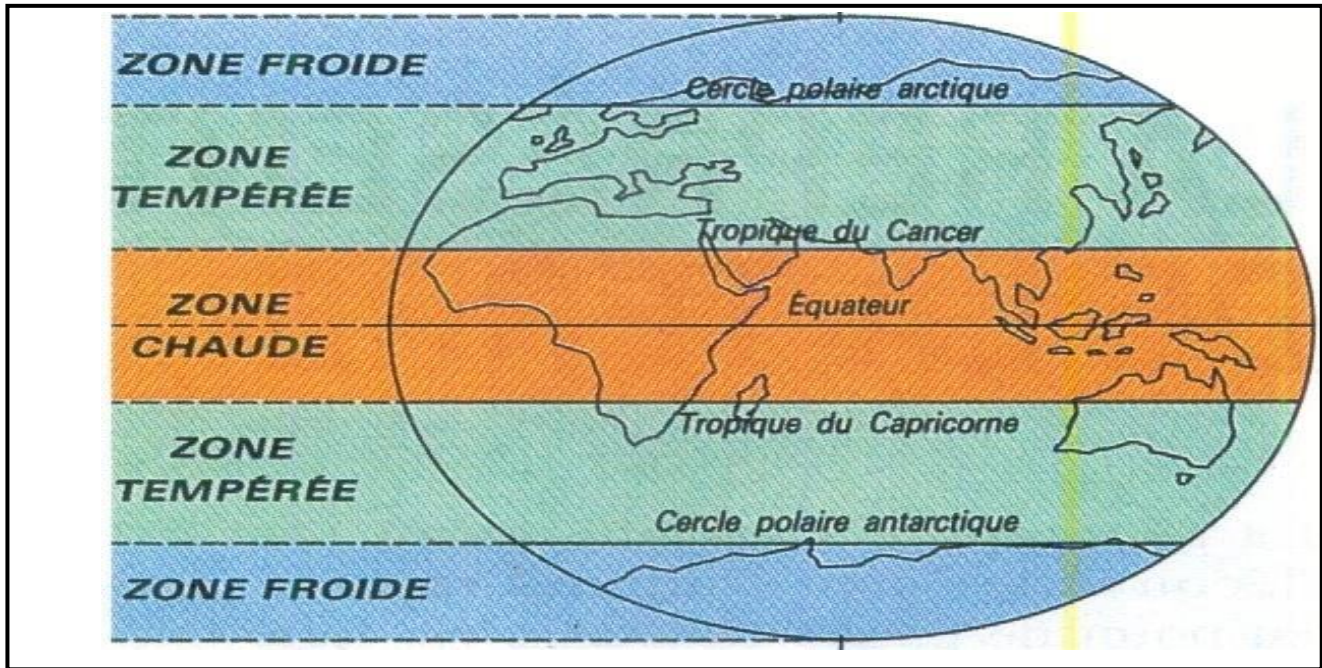 ZONE FROIDE
Cercle polaire arctique
ZONE
TEMPÉRÉE
Tropique du Cancer
ZONE
CHAUDE
Équateur
Tropique du Capricorne
ZONE
TEMPÉRÉE
Cercle polaire antarctique
ZONE FROIDE